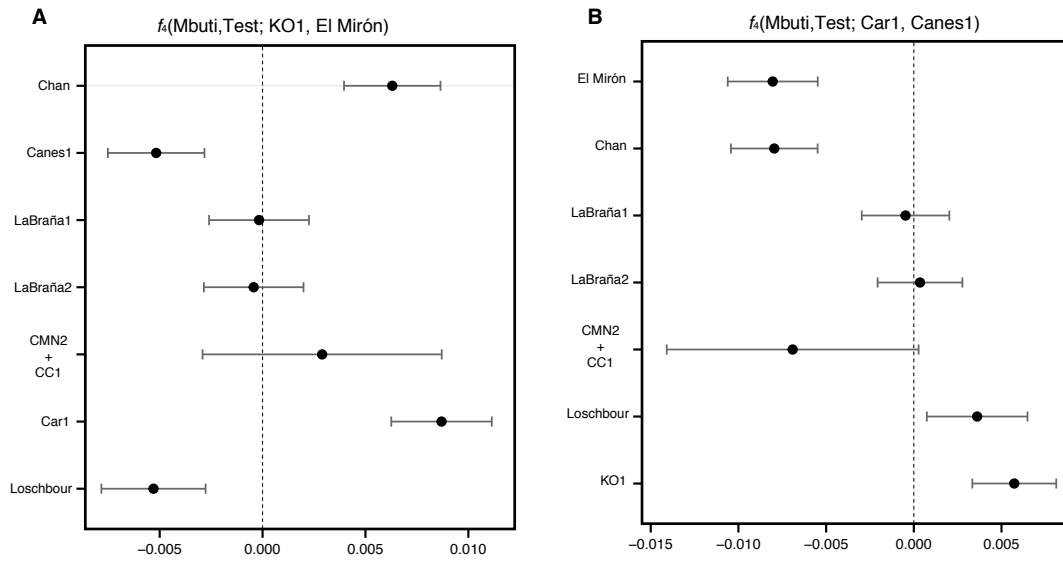 A
f4(Mbuti,Test; KO1, El Mirón)
Chan
Canes1
LaBraña1
LaBraña2
CMN2
+
CC1
Car1
Loschbour
−0.005
0.000
0.005
0.010
B
f4(Mbuti,Test; Car1, Canes1)
El Mirón
Chan
LaBraña1
LaBraña2
CMN2
+
CC1
Loschbour
KO1
−0.015
−0.010
−0.005
0.000
0.005